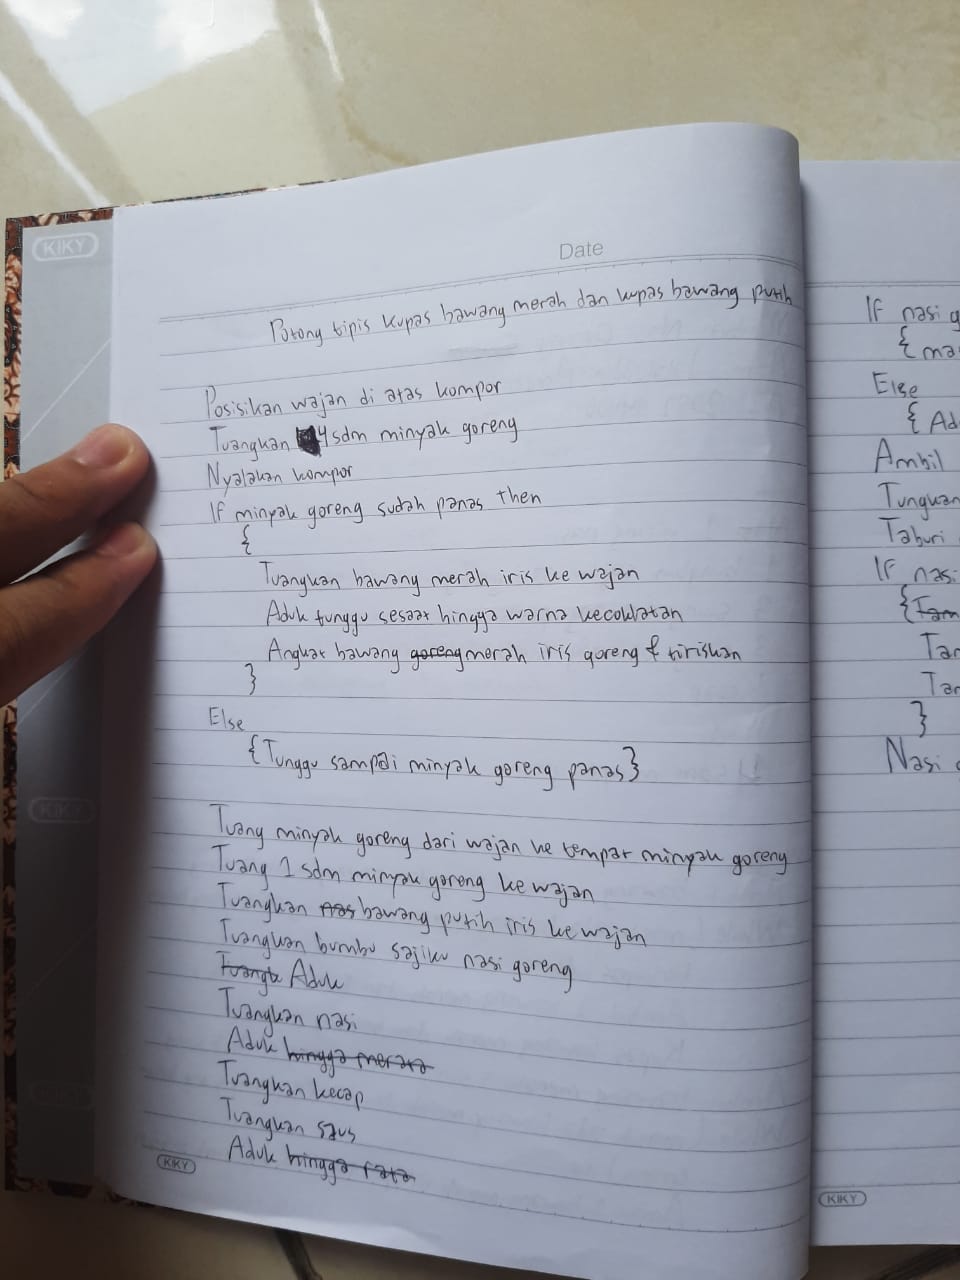 KIKY
Date
Potong tipis kupas bawang merah dan kupas bawang putih
Posisikan wajan di atas kompor
Tuangkan 4 sdm minyak goreng
Nyalakan kompor
If minyak goreng sudah panas then
{
Tuangkan bawang merah iris ke wajan
Aduk tunggu sesaat hingga warna kecoklatan
Angkat bawang goreng merah iris goreng & tiriskan
}
Else
{Tunggu sampai minyak goreng panas}
Tuang minyak goreng dari wajan ke tempat minyak goreng
Tuang 1 sdm minyak goreng ke wajan
Tuangkan bawang putih iris ke wajan
Tuangkan bumbu sajiku nasi goreng
Tuangk Aduk
Tuangkan nasi
Aduk hingga merata
Tuangkan kecap
Tuangkan saus
Aduk hingga rata
KIKY
If nasi g
{ ma
Else
{ Ad
Ambil
Tungkan
Taburi
If nasi
{ Tam
Tar
Tar
}
Nasi g
KIKY